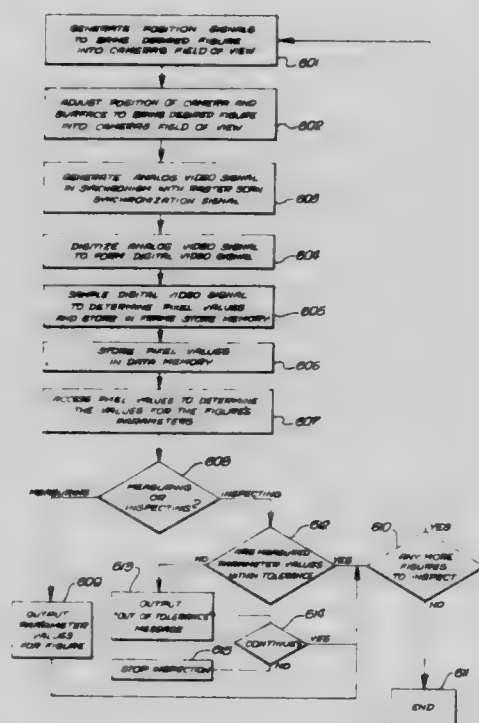 GENERATE POSITION SIGNALS
TO BRING DESIRED FIGURE
INTO CAMERA'S FIELD OF VIEW
601
ADJUST POSITION OF CAMERA AND
SURFACE TO BRING DESIRED FIGURE
INTO CAMERA'S FIELD OF VIEW
602
GENERATE ANALOG VIDEO SIGNAL
IN SYNCHRONISM WITH RASTER SCAN
SYNCHRONIZATION SIGNAL
603
DIGITIZE ANALOG VIDEO SIGNAL
TO FORM DIGITAL VIDEO SIGNAL
604
SAMPLE DIGITAL VIDEO SIGNAL
TO DETERMINE PIXEL VALUES
AND STORE IN FRAME STORE MEMORY
605
STORE PIXEL VALUES
IN DATA MEMORY
606
ACCESS PIXEL VALUES TO DETERMINE
THE VALUES FOR THE FIGURE'S
PARAMETERS
607
608
MEASURING
MEASURING
OR
INSPECTING?
INSPECTING
612
NO
ARE MEASURED
PARAMETER VALUES
WITHIN TOLERANCE
YES
610
YES
ANY MORE
FIGURES
TO INSPECT
NO
609
OUTPUT
PARAMETER
VALUES
FOR FIGURE
613
OUTPUT
"OUT OF TOLERANCE"
MESSAGE
614
CONTINUE?
YES
NO
615
STOP INSPECTION
611
END